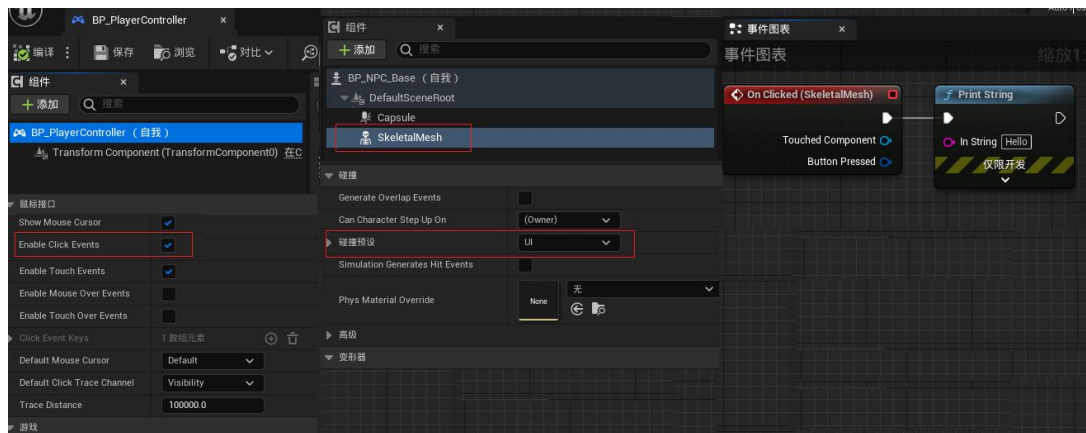 BP_PlayerController ×
编译
保存
浏览
对比
组件 ×
添加
搜索
BP_PlayerController （自我）
Transform Component (TransformComponent0) 在C
鼠标接口
Show Mouse Cursor
Enable Click Events
Enable Touch Events
Enable Mouse Over Events
Enable Touch Over Events
Click Event Keys 1 数组元素
Default Mouse Cursor Default
Default Click Trace Channel Visibility
Trace Distance 100000.0
游戏
组件 ×
添加
搜索
BP_NPC_Base （自我）
DefaultSceneRoot
Capsule
SkeletalMesh
碰撞
Generate Overlap Events
Can Character Step Up On (Owner)
碰撞预设 UI
Simulation Generates Hit Events
Phys Material Override None 无
高级
变形器
事件图表 ×
事件图表 缩放1:
On Clicked (SkeletalMesh)
Touched Component
Button Pressed
f Print String
In String Hello
仅限开发